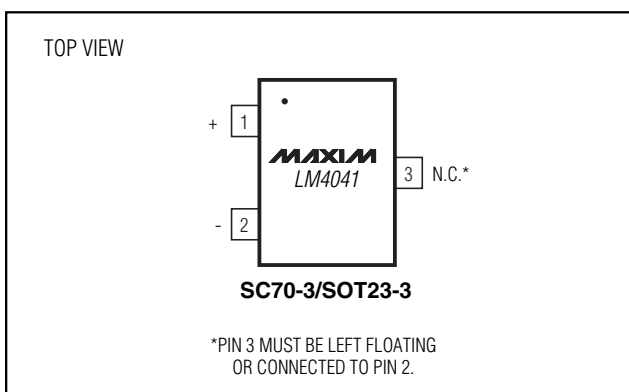 TOP VIEW
+ 1
MAXIM
LM4041
3 N.C.*
- 2
SC70-3/SOT23-3
*PIN 3 MUST BE LEFT FLOATING
OR CONNECTED TO PIN 2.